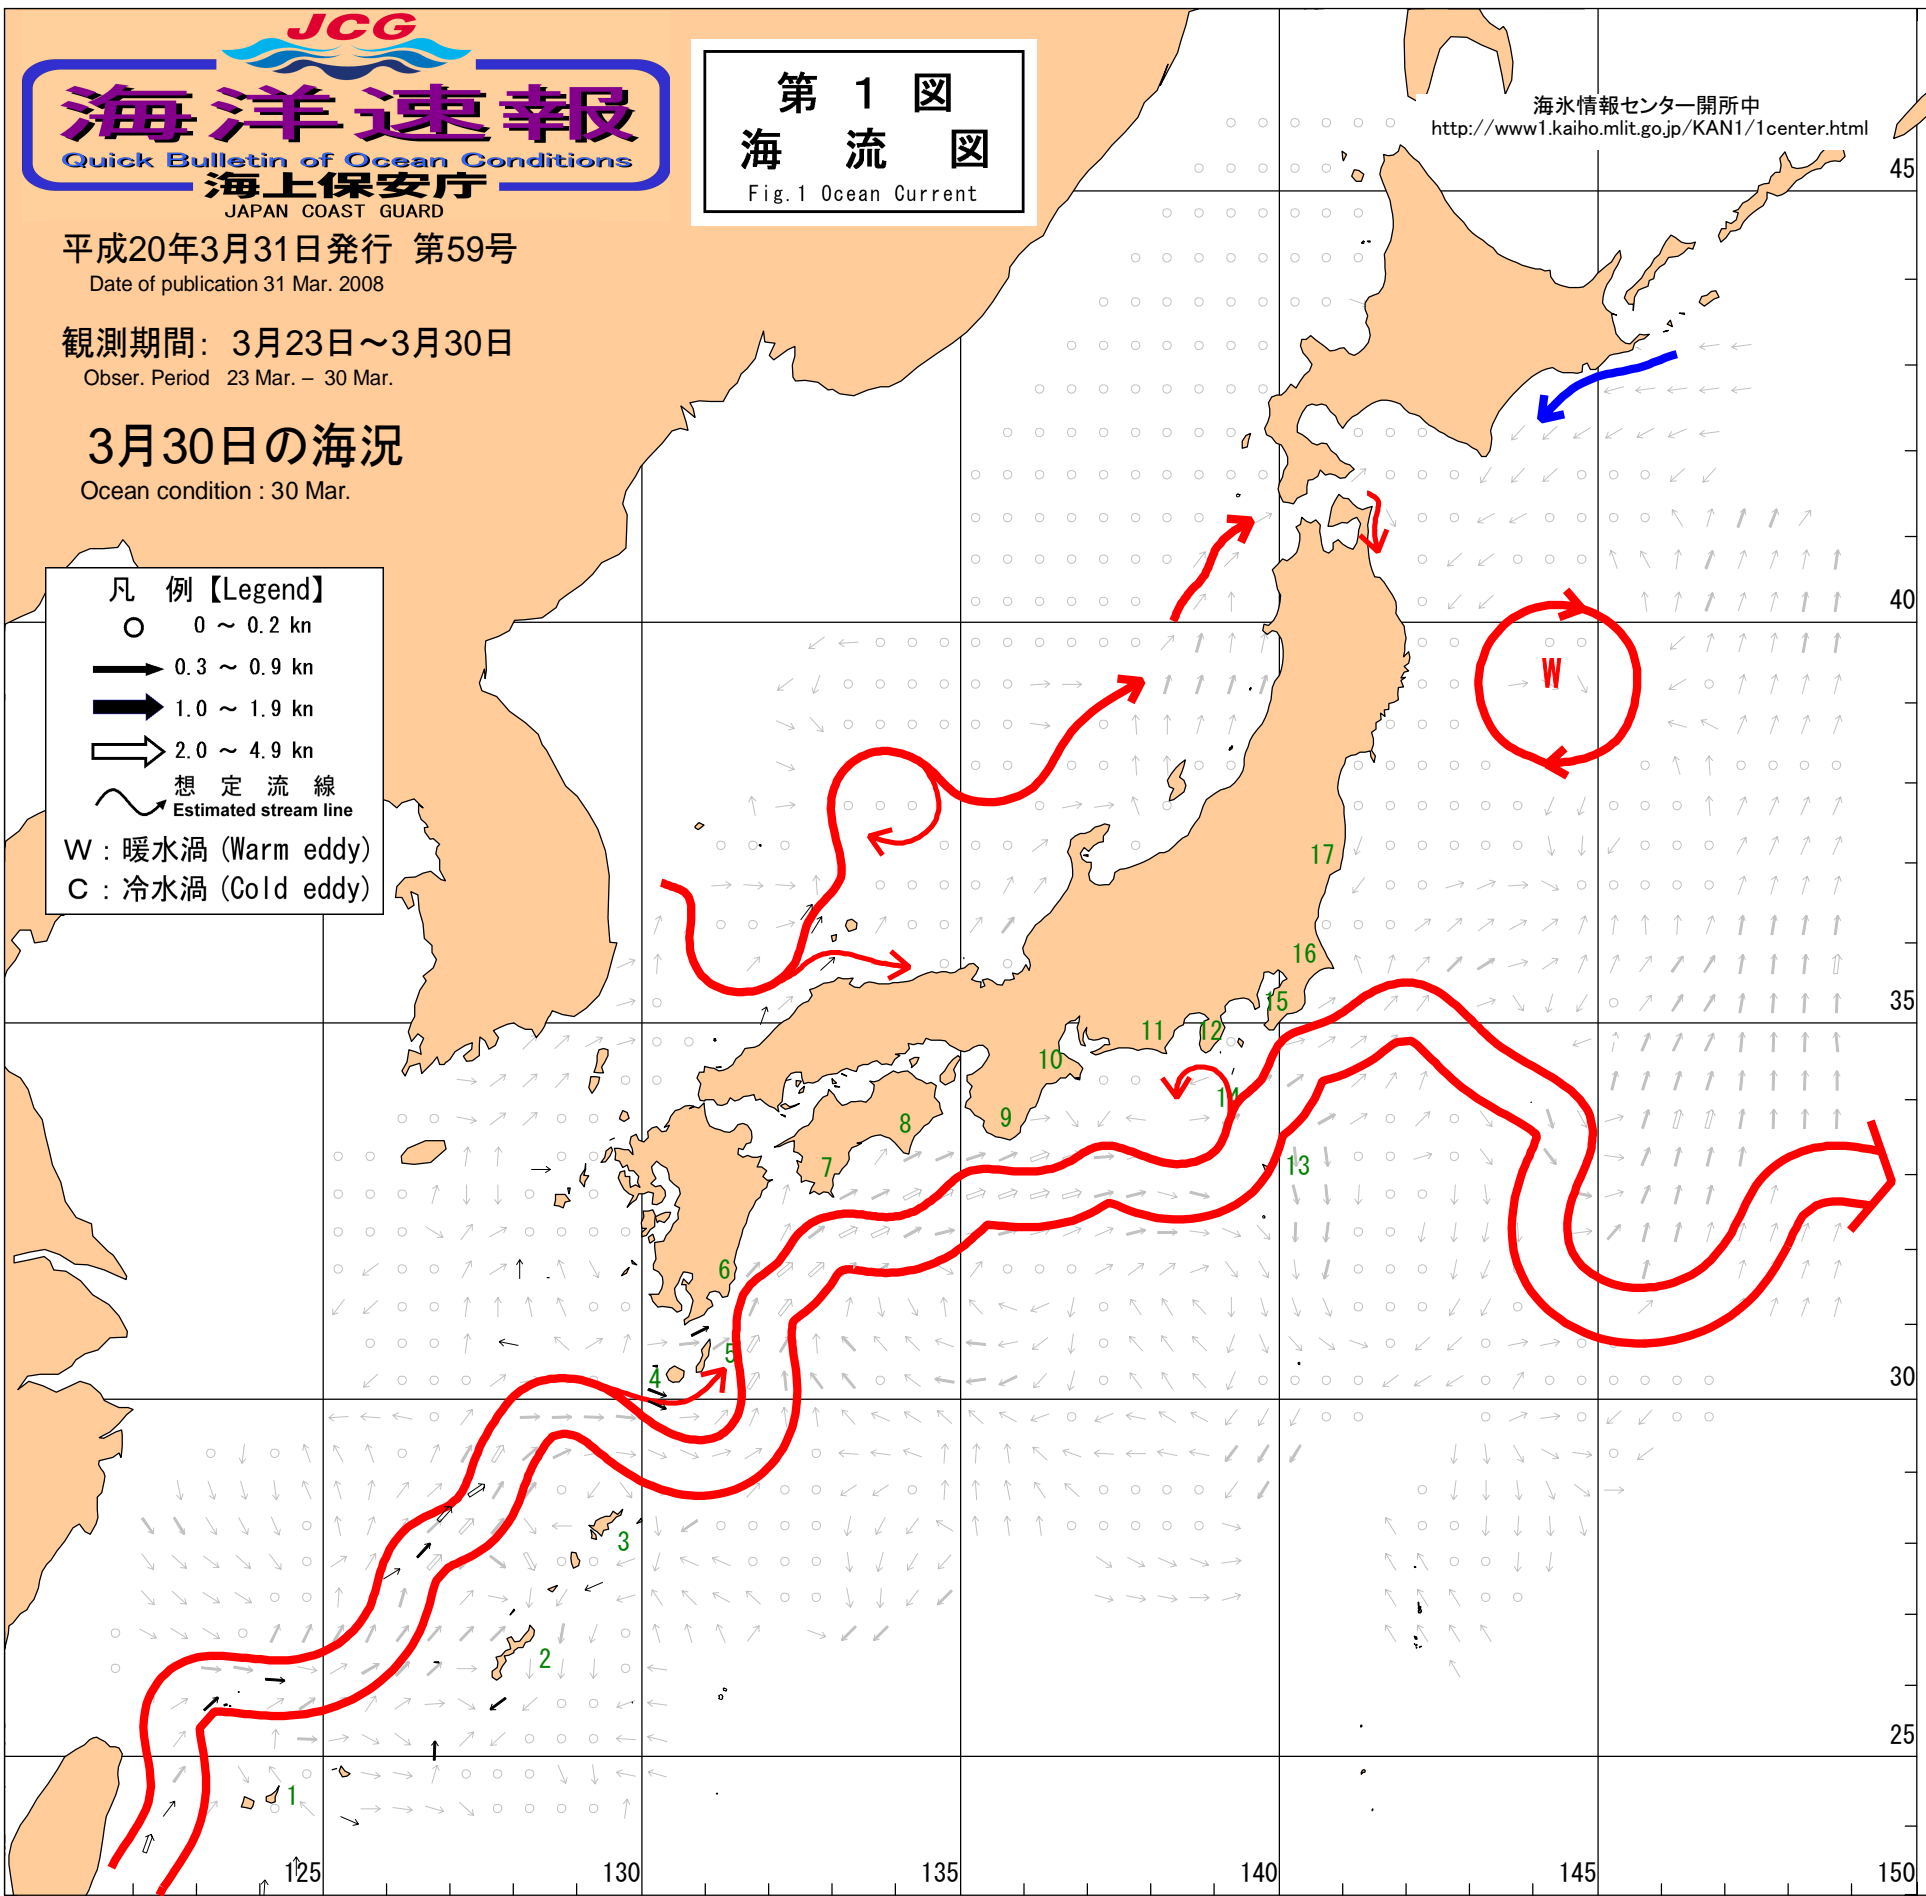 JCG
海洋速報
Quick Bulletin of Ocean Conditions
海上保安庁
JAPAN COAST GUARD
平成20年3月31日発行 第59号
Date of publication 31 Mar. 2008
観測期間: 3月23日~3月30日
Obser. Period 23 Mar. – 30 Mar.
3月30日の海況
Ocean condition : 30 Mar.
第 1 図
海 流 図
Fig.1 Ocean Current
海氷情報センター開所中
http://www1.kaiho.mlit.go.jp/KAN1/1center.html
凡 例【Legend】
0 ~ 0.2 kn
0.3 ~ 0.9 kn
1.0 ~ 1.9 kn
2.0 ~ 4.9 kn
想 定 流 線
Estimated stream line
W : 暖水渦 (Warm eddy)
C : 冷水渦 (Cold eddy)
45
40
W
17
16
35
15
12
11
10
14
9
8
13
7
6
5
4
30
3
2
25
1
125
130
135
140
145
150